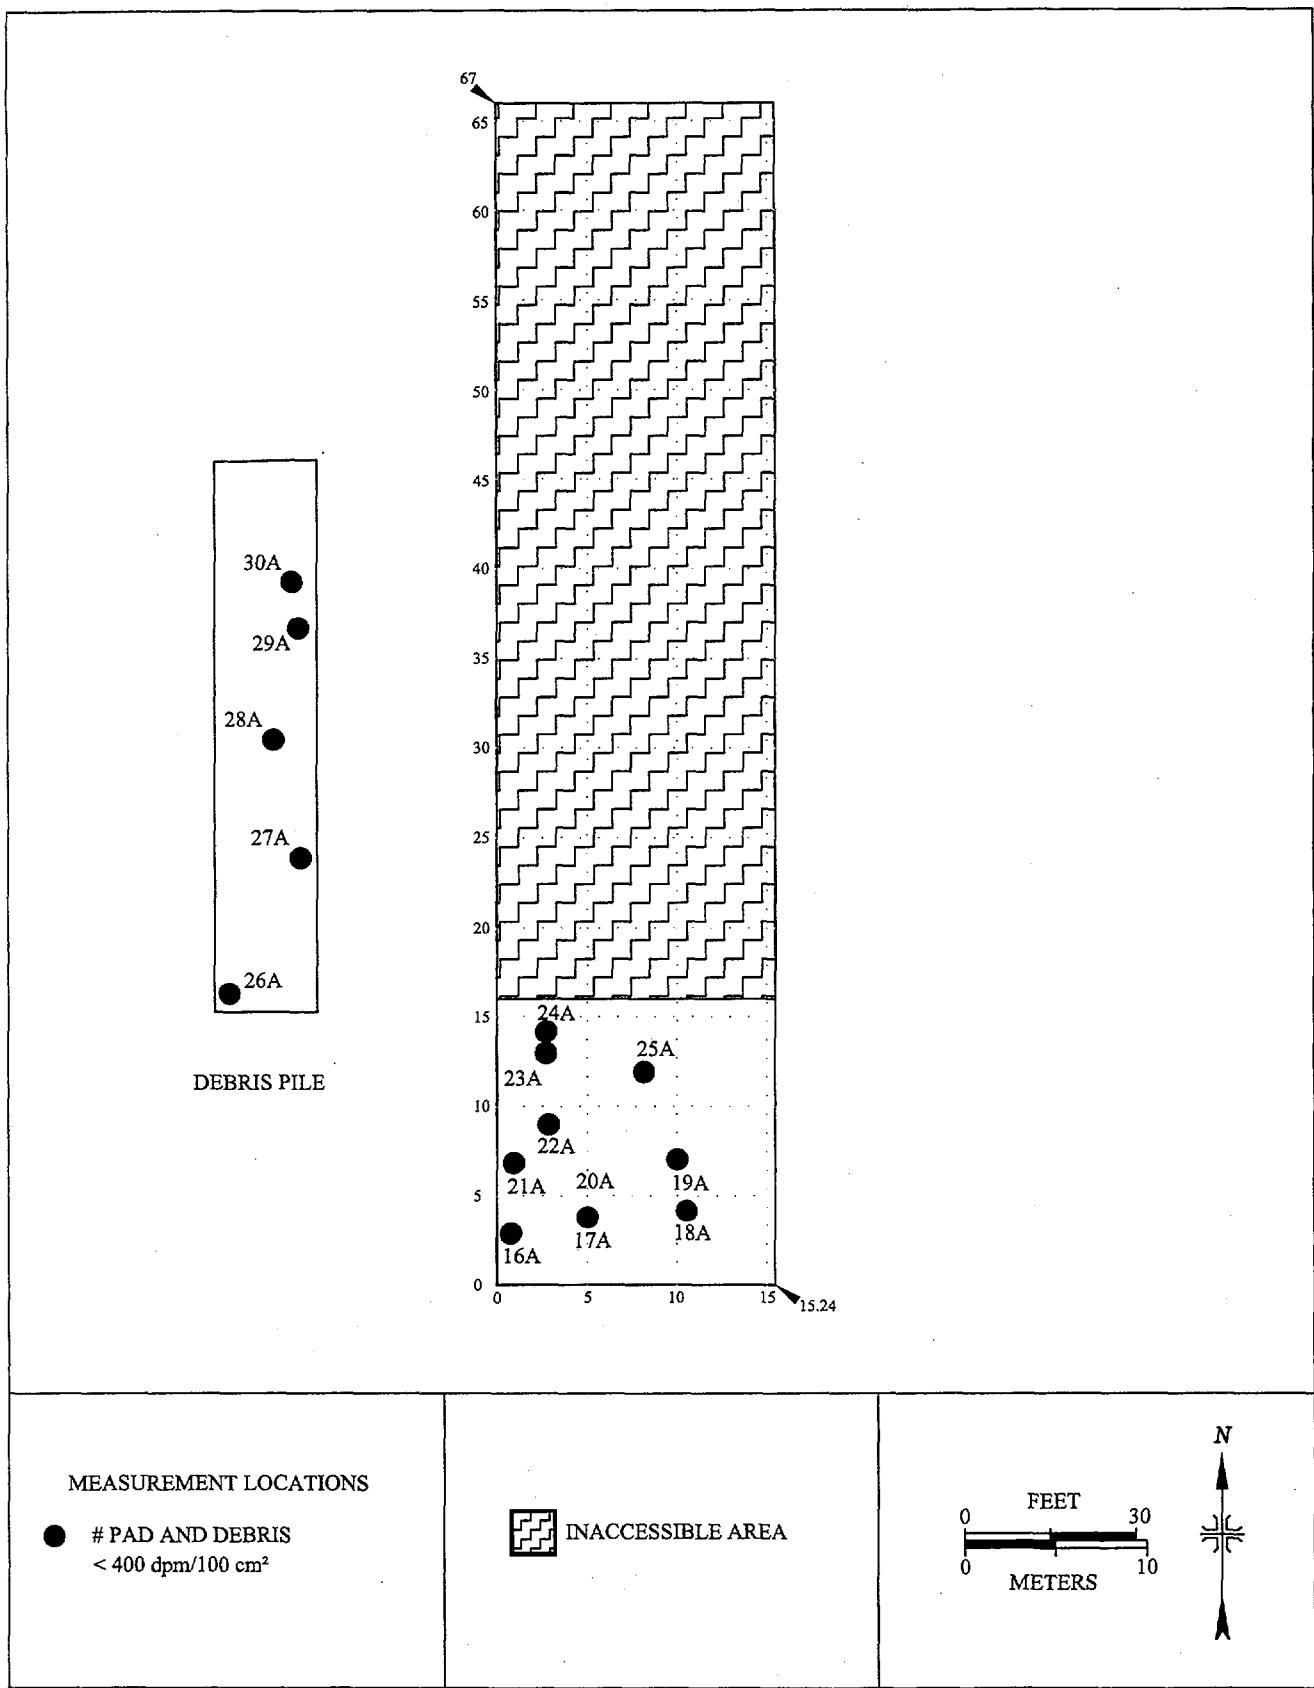 67
65
60
55
50
45
40
35
30
25
20
15
10
5
0
0 5 10 15
15.24
30A
29A
28A
27A
26A
DEBRIS PILE
24A
25A
23A
22A
21A
20A
19A
16A
17A
18A
MEASUREMENT LOCATIONS
# PAD AND DEBRIS
< 400 dpm/100 cm²
INACCESSIBLE AREA
FEET
0 30
0 10
METERS
N